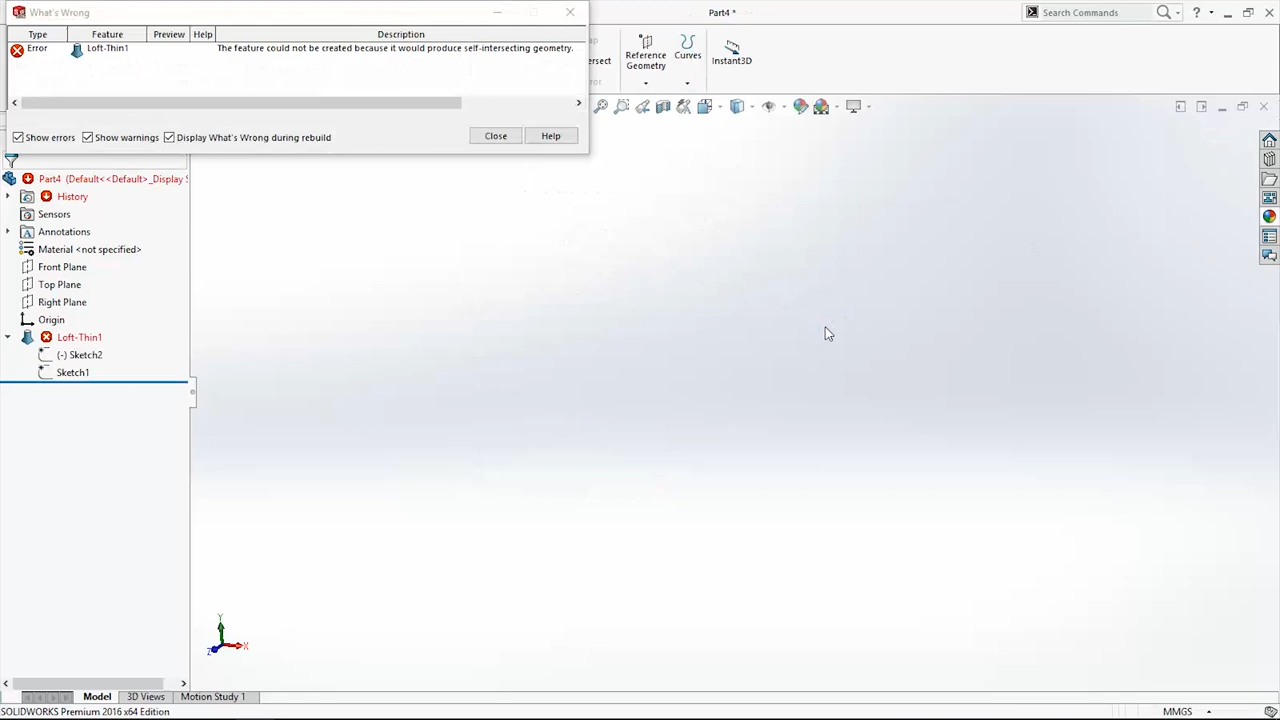 What's Wrong
Part4 *
Search Commands
?
Type Feature Preview Help Description
Error Loft-Thin1 The feature could not be created because it would produce self-intersecting geometry.
Reference Geometry
Curves
Instant3D
Show errors Show warnings Display What's Wrong during rebuild Close Help
Part4 (Default<<Default>_Display S
History
Sensors
Annotations
Material <not specified>
Front Plane
Top Plane
Right Plane
Origin
Loft-Thin1
(-) Sketch2
Sketch1
Y
X
Z
Model 3D Views Motion Study 1
SOLIDWORKS Premium 2016 x64 Edition MMGS